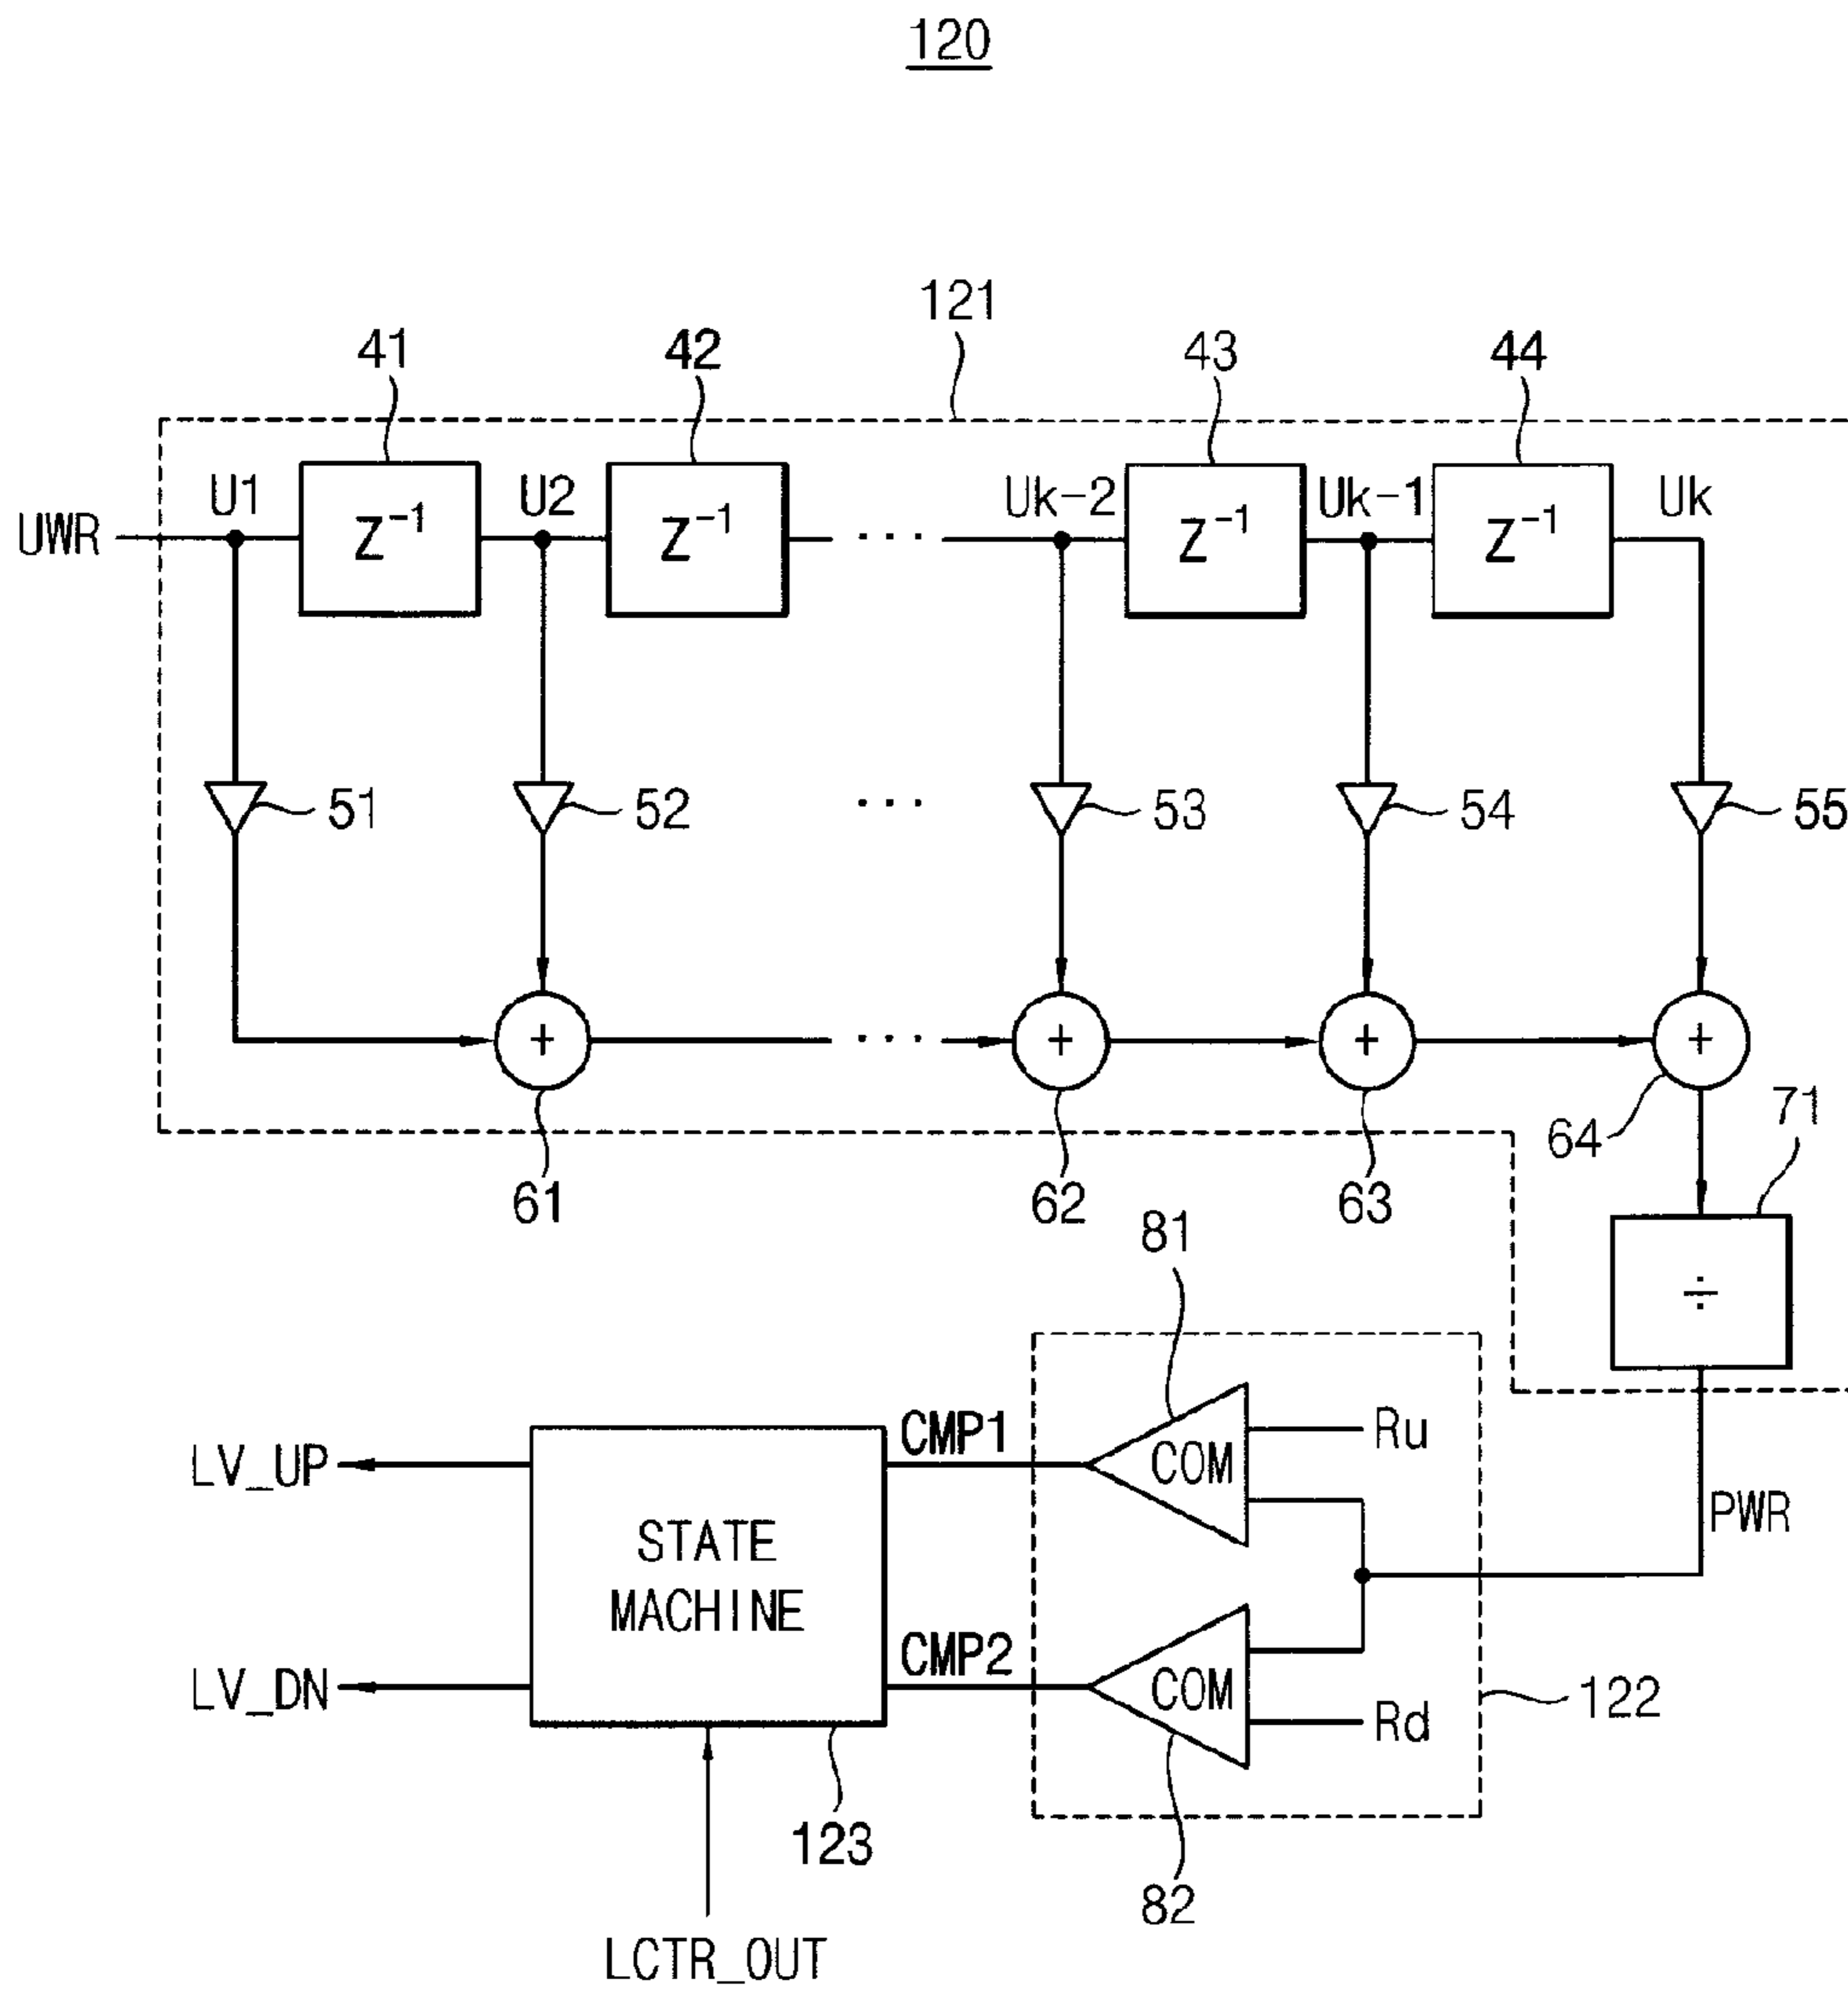 120
121
41
42
43
44
U1
U2
Uk-2
Uk-1
Uk
UWR
Z⁻¹
Z⁻¹
...
Z⁻¹
Z⁻¹
51
52
...
53
54
55
+
...
+
+
+
61
62
63
64
71
÷
81
Ru
COM
CMP1
LV_UP
PWR
STATE
MACHINE
CMP2
COM
LV_DN
Rd
122
123
82
LCTR_OUT